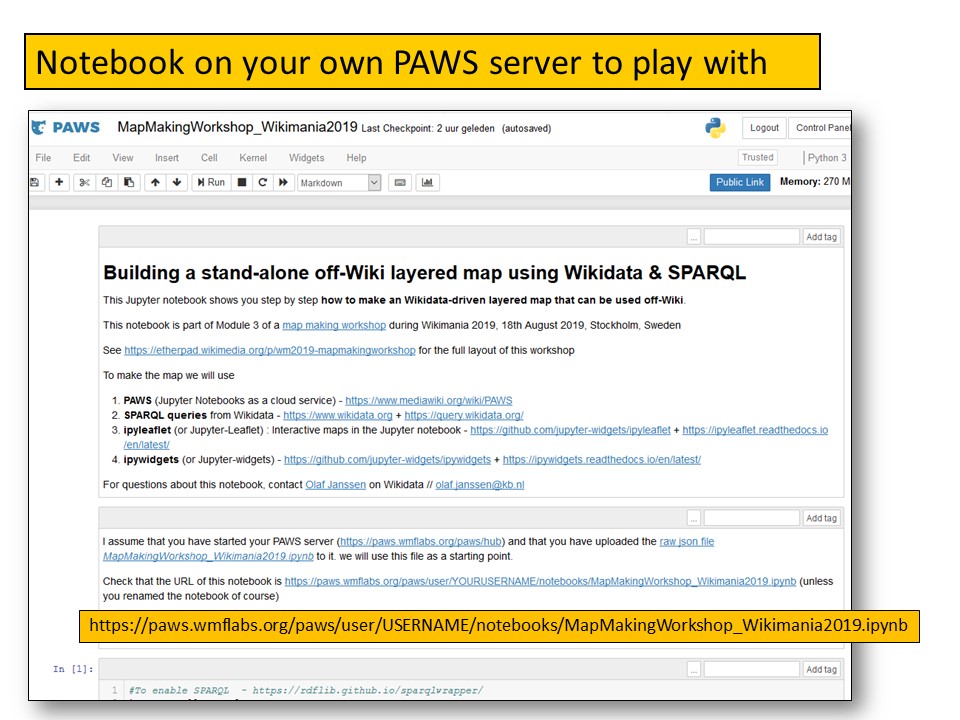 Notebook on your own PAWS server to play with
PAWS MapMakingWorkshop_Wikimania2019 Last Checkpoint: 2 uur geleden (autosaved) Logout Control Panel
File Edit View Insert Cell Kernel Widgets Help Trusted Python 3
Run Markdown Public Link Memory: 270 M
... Add tag
Building a stand-alone off-Wiki layered map using Wikidata & SPARQL
This Jupyter notebook shows you step by step how to make an Wikidata-driven layered map that can be used off-Wiki.
This notebook is part of Module 3 of a map making workshop during Wikimania 2019, 18th August 2019, Stockholm, Sweden
See https://etherpad.wikimedia.org/p/wm2019-mapmakingworkshop for the full layout of this workshop
To make the map we will use
1. PAWS (Jupyter Notebooks as a cloud service) - https://www.mediawiki.org/wiki/PAWS
2. SPARQL queries from Wikidata - https://www.wikidata.org + https://query.wikidata.org/
3. ipyleaflet (or Jupyter-Leaflet) : Interactive maps in the Jupyter notebook - https://github.com/jupyter-widgets/ipyleaflet + https://ipyleaflet.readthedocs.io
/en/latest/
4. ipywidgets (or Jupyter-widgets) - https://github.com/jupyter-widgets/ipywidgets + https://ipywidgets.readthedocs.io/en/latest/
For questions about this notebook, contact Olaf Janssen on Wikidata // olaf.janssen@kb.nl
... Add tag
I assume that you have started your PAWS server (https://paws.wmflabs.org/paws/hub) and that you have uploaded the raw json file
MapMakingWorkshop_Wikimania2019.ipynb to it. we will use this file as a starting point.
Check that the URL of this notebook is https://paws.wmflabs.org/paws/user/YOURUSERNAME/notebooks/MapMakingWorkshop_Wikimania2019.ipynb (unless
you renamed the notebook of course)
https://paws.wmflabs.org/paws/user/USERNAME/notebooks/MapMakingWorkshop_Wikimania2019.ipynb
In [1]: ... Add tag
1 #To enable SPARQL - https://rdflib.github.io/sparqlwrapper/